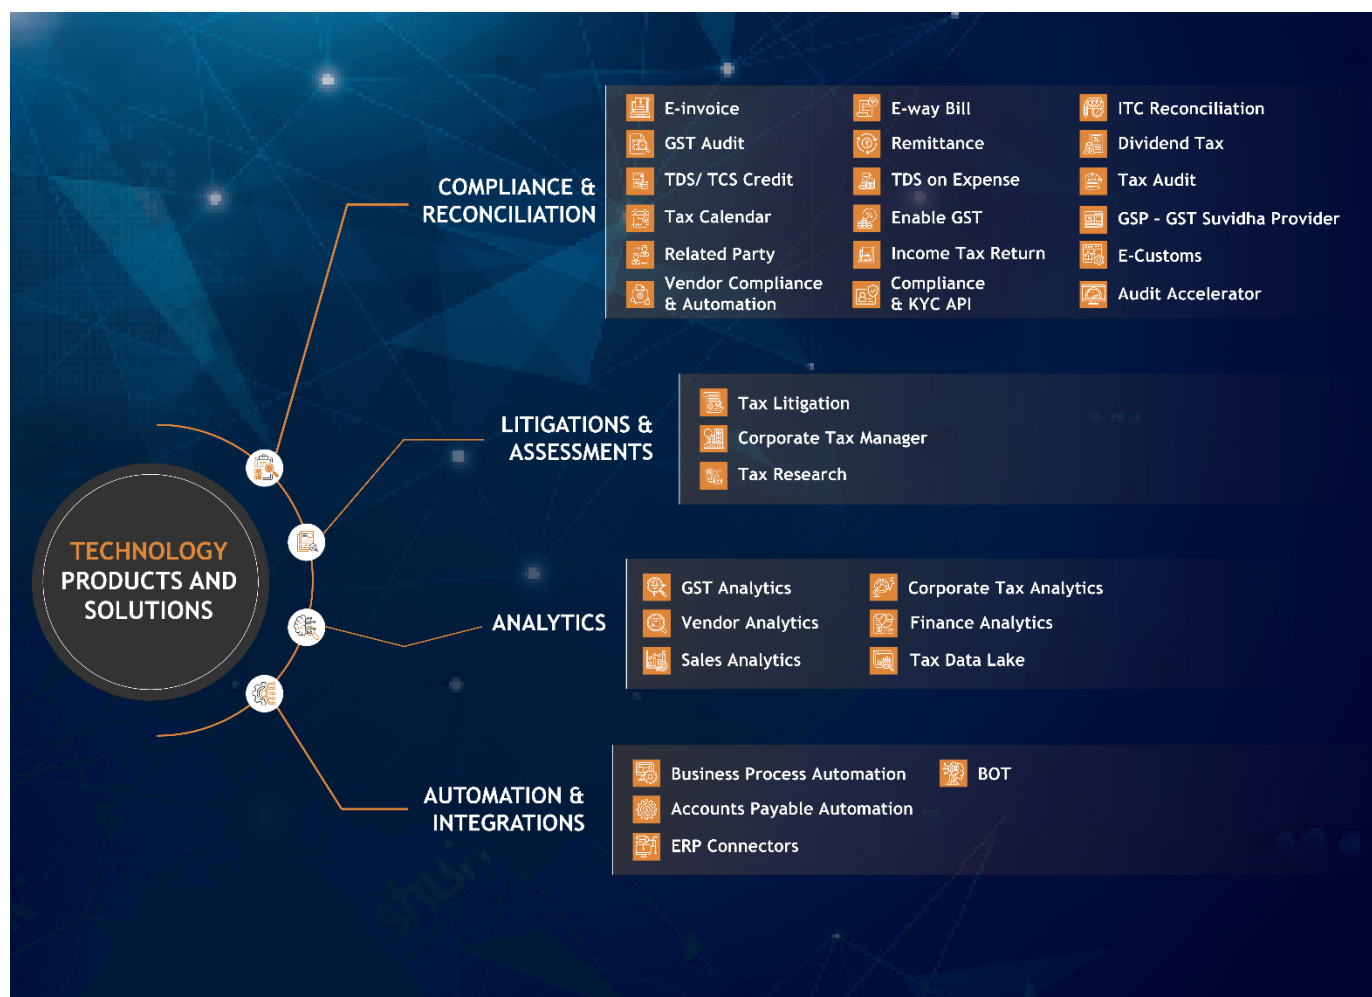 TECHNOLOGY
PRODUCTS AND
SOLUTIONS
COMPLIANCE &
RECONCILIATION
E-invoice
E-way Bill
ITC Reconciliation
GST Audit
Remittance
Dividend Tax
TDS/ TCS Credit
TDS on Expense
Tax Audit
Tax Calendar
Enable GST
GSP - GST Suvidha Provider
Related Party
Income Tax Return
E-Customs
Vendor Compliance
& Automation
Compliance
& KYC API
Audit Accelerator
LITIGATIONS &
ASSESSMENTS
Tax Litigation
Corporate Tax Manager
Tax Research
ANALYTICS
GST Analytics
Corporate Tax Analytics
Vendor Analytics
Finance Analytics
Sales Analytics
Tax Data Lake
AUTOMATION &
INTEGRATIONS
Business Process Automation
BOT
Accounts Payable Automation
ERP Connectors